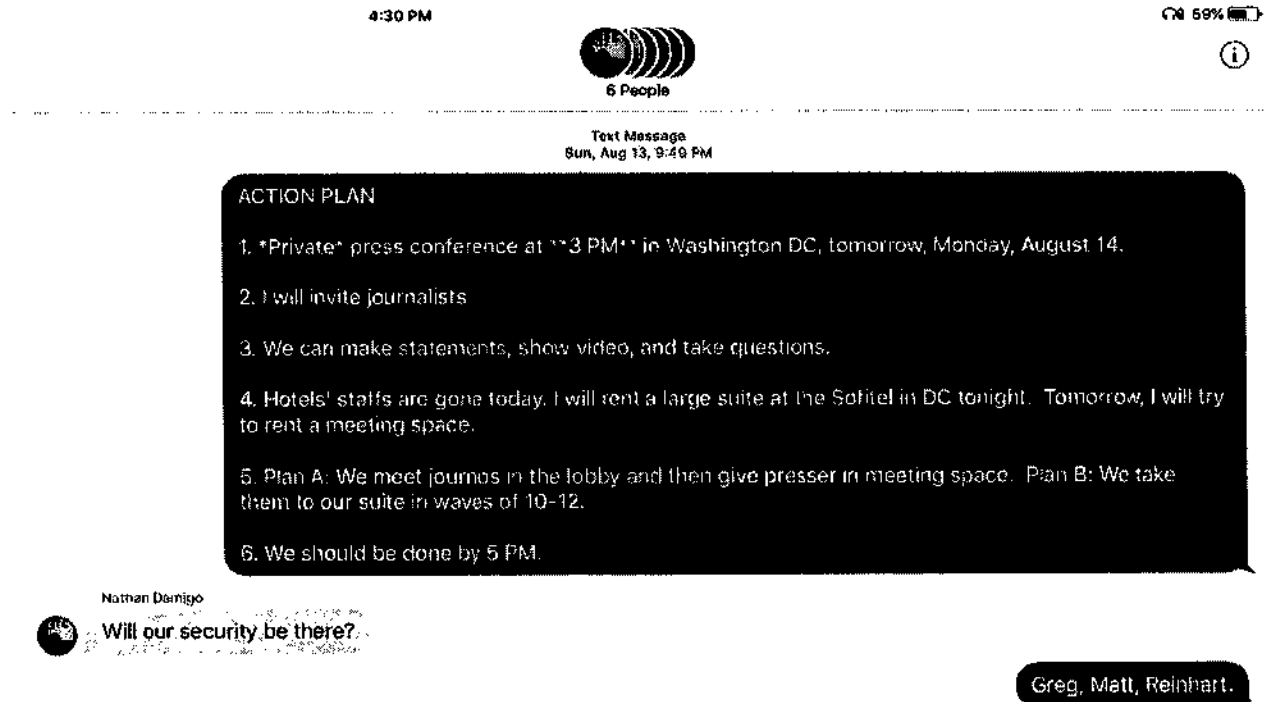 4:30 PM
59%
6 People
Text Message
Sun, Aug 13, 9:49 PM
ACTION PLAN
1. *Private* press conference at **3 PM** in Washington DC, tomorrow, Monday, August 14.
2. I will invite journalists
3. We can make statements, show video, and take questions.
4. Hotels' staffs are gone today. I will rent a large suite at the Sofitel in DC tonight.  Tomorrow, I will try
to rent a meeting space.
5. Plan A: We meet journos in the lobby and then give presser in meeting space.  Plan B: We take
them to our suite in waves of 10-12.
6. We should be done by 5 PM.
Nathan Damigo
Will our security be there?
Greg, Matt, Reinhart.